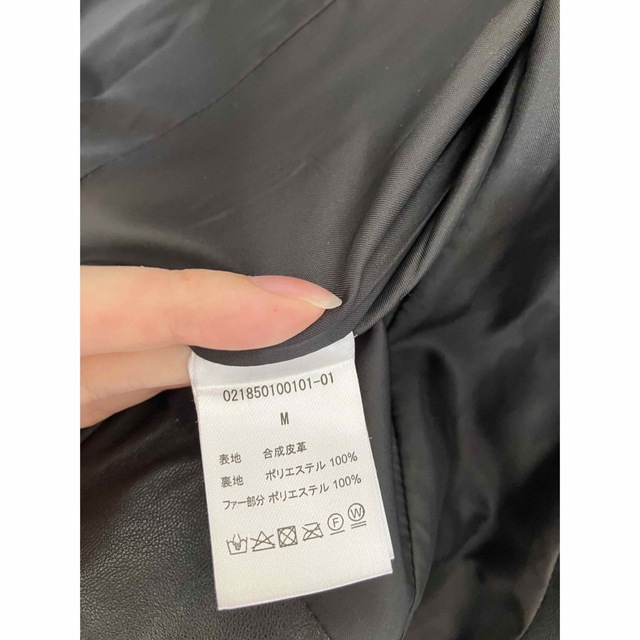 021850100101-01
M
表地 合成皮革
裏地 ポリエステル 100%
ファー部分 ポリエステル 100%
F W